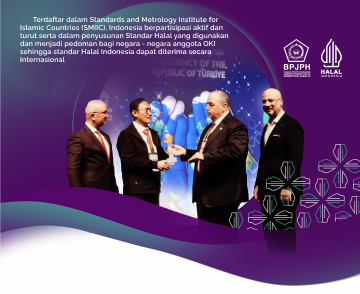 Terdaftar dalam Standards and Metrology Institute for
Islamic Countries (SMIIC), Indonesia berpartisipasi aktif dan
turut serta dalam penyusunan Standar Halal yang digunakan
dan menjadi pedoman bagi negara - negara anggota OKI
sehingga standar Halal Indonesia dapat diterima secara
Internasional
BPJPH
HALAL
INDONESIA
REPUBLIC OF TÜRKİYE